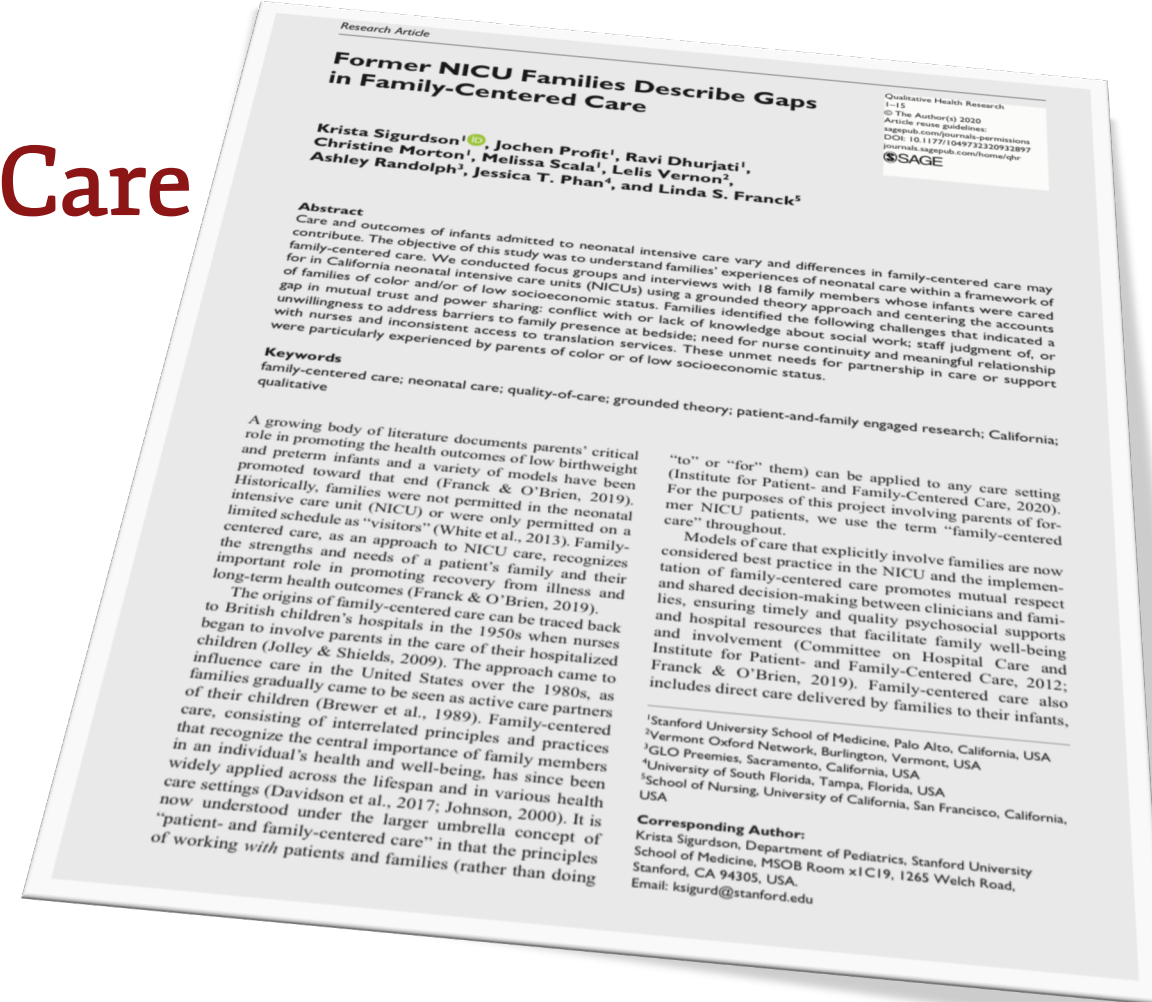 Care
Research Article
Former NICU Families Describe Gaps
in Family-Centered Care
Qualitative Health Research
1–15
© The Author(s) 2020
Article reuse guidelines:
sagepub.com/journals-permissions
DOI: 10.1177/1049732320932897
journals.sagepub.com/home/qhr
SAGE
Krista Sigurdson¹ iD, Jochen Profit¹, Ravi Dhurjati¹,
Christine Morton¹, Melissa Scala¹, Lelis Vernon²,
Ashley Randolph³, Jessica T. Phan⁴, and Linda S. Franck⁵
Abstract
Care and outcomes of infants admitted to neonatal intensive care vary and differences in family-centered care may
contribute. The objective of this study was to understand families’ experiences of neonatal care within a framework of
family-centered care. We conducted focus groups and interviews with 18 family members whose infants were cared
for in California neonatal intensive care units (NICUs) using a grounded theory approach and centering the accounts
of families of color and/or of low socioeconomic status. Families identified the following challenges that indicated a
gap in mutual trust and power sharing: conflict with or lack of knowledge about social work; staff judgment of, or
unwillingness to address barriers to family presence at bedside; need for nurse continuity and meaningful relationship
with nurses and inconsistent access to translation services. These unmet needs for partnership in care or support
were particularly experienced by parents of color or of low socioeconomic status.
Keywords
family-centered care; neonatal care; quality-of-care; grounded theory; patient-and-family engaged research; California;
qualitative
A growing body of literature documents parents’ critical
role in promoting the health outcomes of low birthweight
and preterm infants and a variety of models have been
promoted toward that end (Franck & O’Brien, 2019).
Historically, families were not permitted in the neonatal
intensive care unit (NICU) or were only permitted on a
limited schedule as “visitors” (White et al., 2013). Family-
centered care, as an approach to NICU care, recognizes
the strengths and needs of a patient’s family and their
important role in promoting recovery from illness and
long-term health outcomes (Franck & O’Brien, 2019).
The origins of family-centered care can be traced back
to British children’s hospitals in the 1950s when nurses
began to involve parents in the care of their hospitalized
children (Jolley & Shields, 2009). The approach came to
influence care in the United States over the 1980s, as
families gradually came to be seen as active care partners
of their children (Brewer et al., 1989). Family-centered
care, consisting of interrelated principles and practices
that recognize the central importance of family members
in an individual’s health and well-being, has since been
widely applied across the lifespan and in various health
care settings (Davidson et al., 2017; Johnson, 2000). It is
now understood under the larger umbrella concept of
“patient- and family-centered care” in that the principles
of working with patients and families (rather than doing
“to” or “for” them) can be applied to any care setting
(Institute for Patient- and Family-Centered Care, 2020).
For the purposes of this project involving parents of for-
mer NICU patients, we use the term “family-centered
care” throughout.
Models of care that explicitly involve families are now
considered best practice in the NICU and the implemen-
tation of family-centered care promotes mutual respect
and shared decision-making between clinicians and fami-
lies, ensuring timely and quality psychosocial supports
and hospital resources that facilitate family well-being
and involvement (Committee on Hospital Care and
Institute for Patient- and Family-Centered Care, 2012;
Franck & O’Brien, 2019). Family-centered care also
includes direct care delivered by families to their infants,
¹Stanford University School of Medicine, Palo Alto, California, USA
²Vermont Oxford Network, Burlington, Vermont, USA
³GLO Preemies, Sacramento, California, USA
⁴University of South Florida, Tampa, Florida, USA
⁵School of Nursing, University of California, San Francisco, California,
USA
Corresponding Author:
Krista Sigurdson, Department of Pediatrics, Stanford University
School of Medicine, MSOB Room x1C19, 1265 Welch Road,
Stanford, CA 94305, USA.
Email: ksigurd@stanford.edu